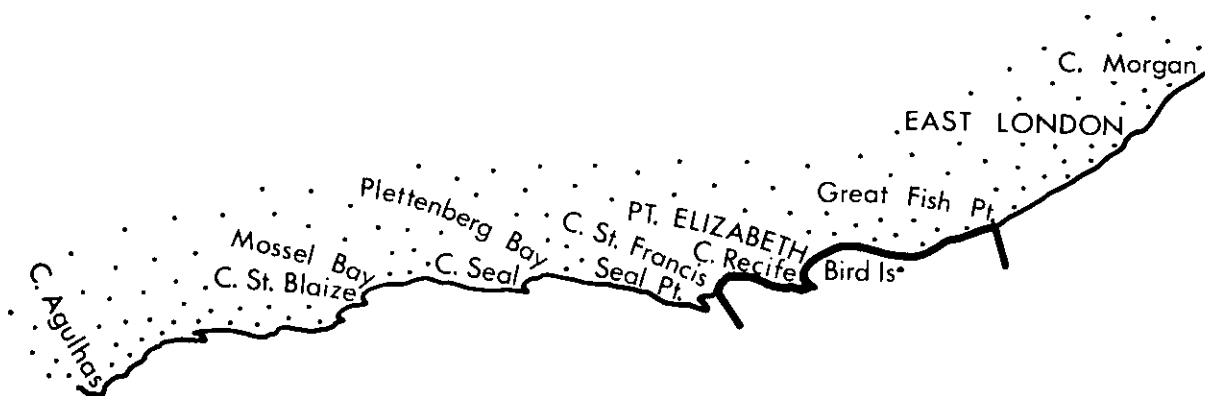 C. Morgan
EAST LONDON
Great Fish Pt.
PT. ELIZABETH
C. Recife
Bird Is.
C. St. Francis
Seal Pt.
Plettenberg Bay
C. Seal
Mossel Bay
C. St. Blaize
C. Agulhas